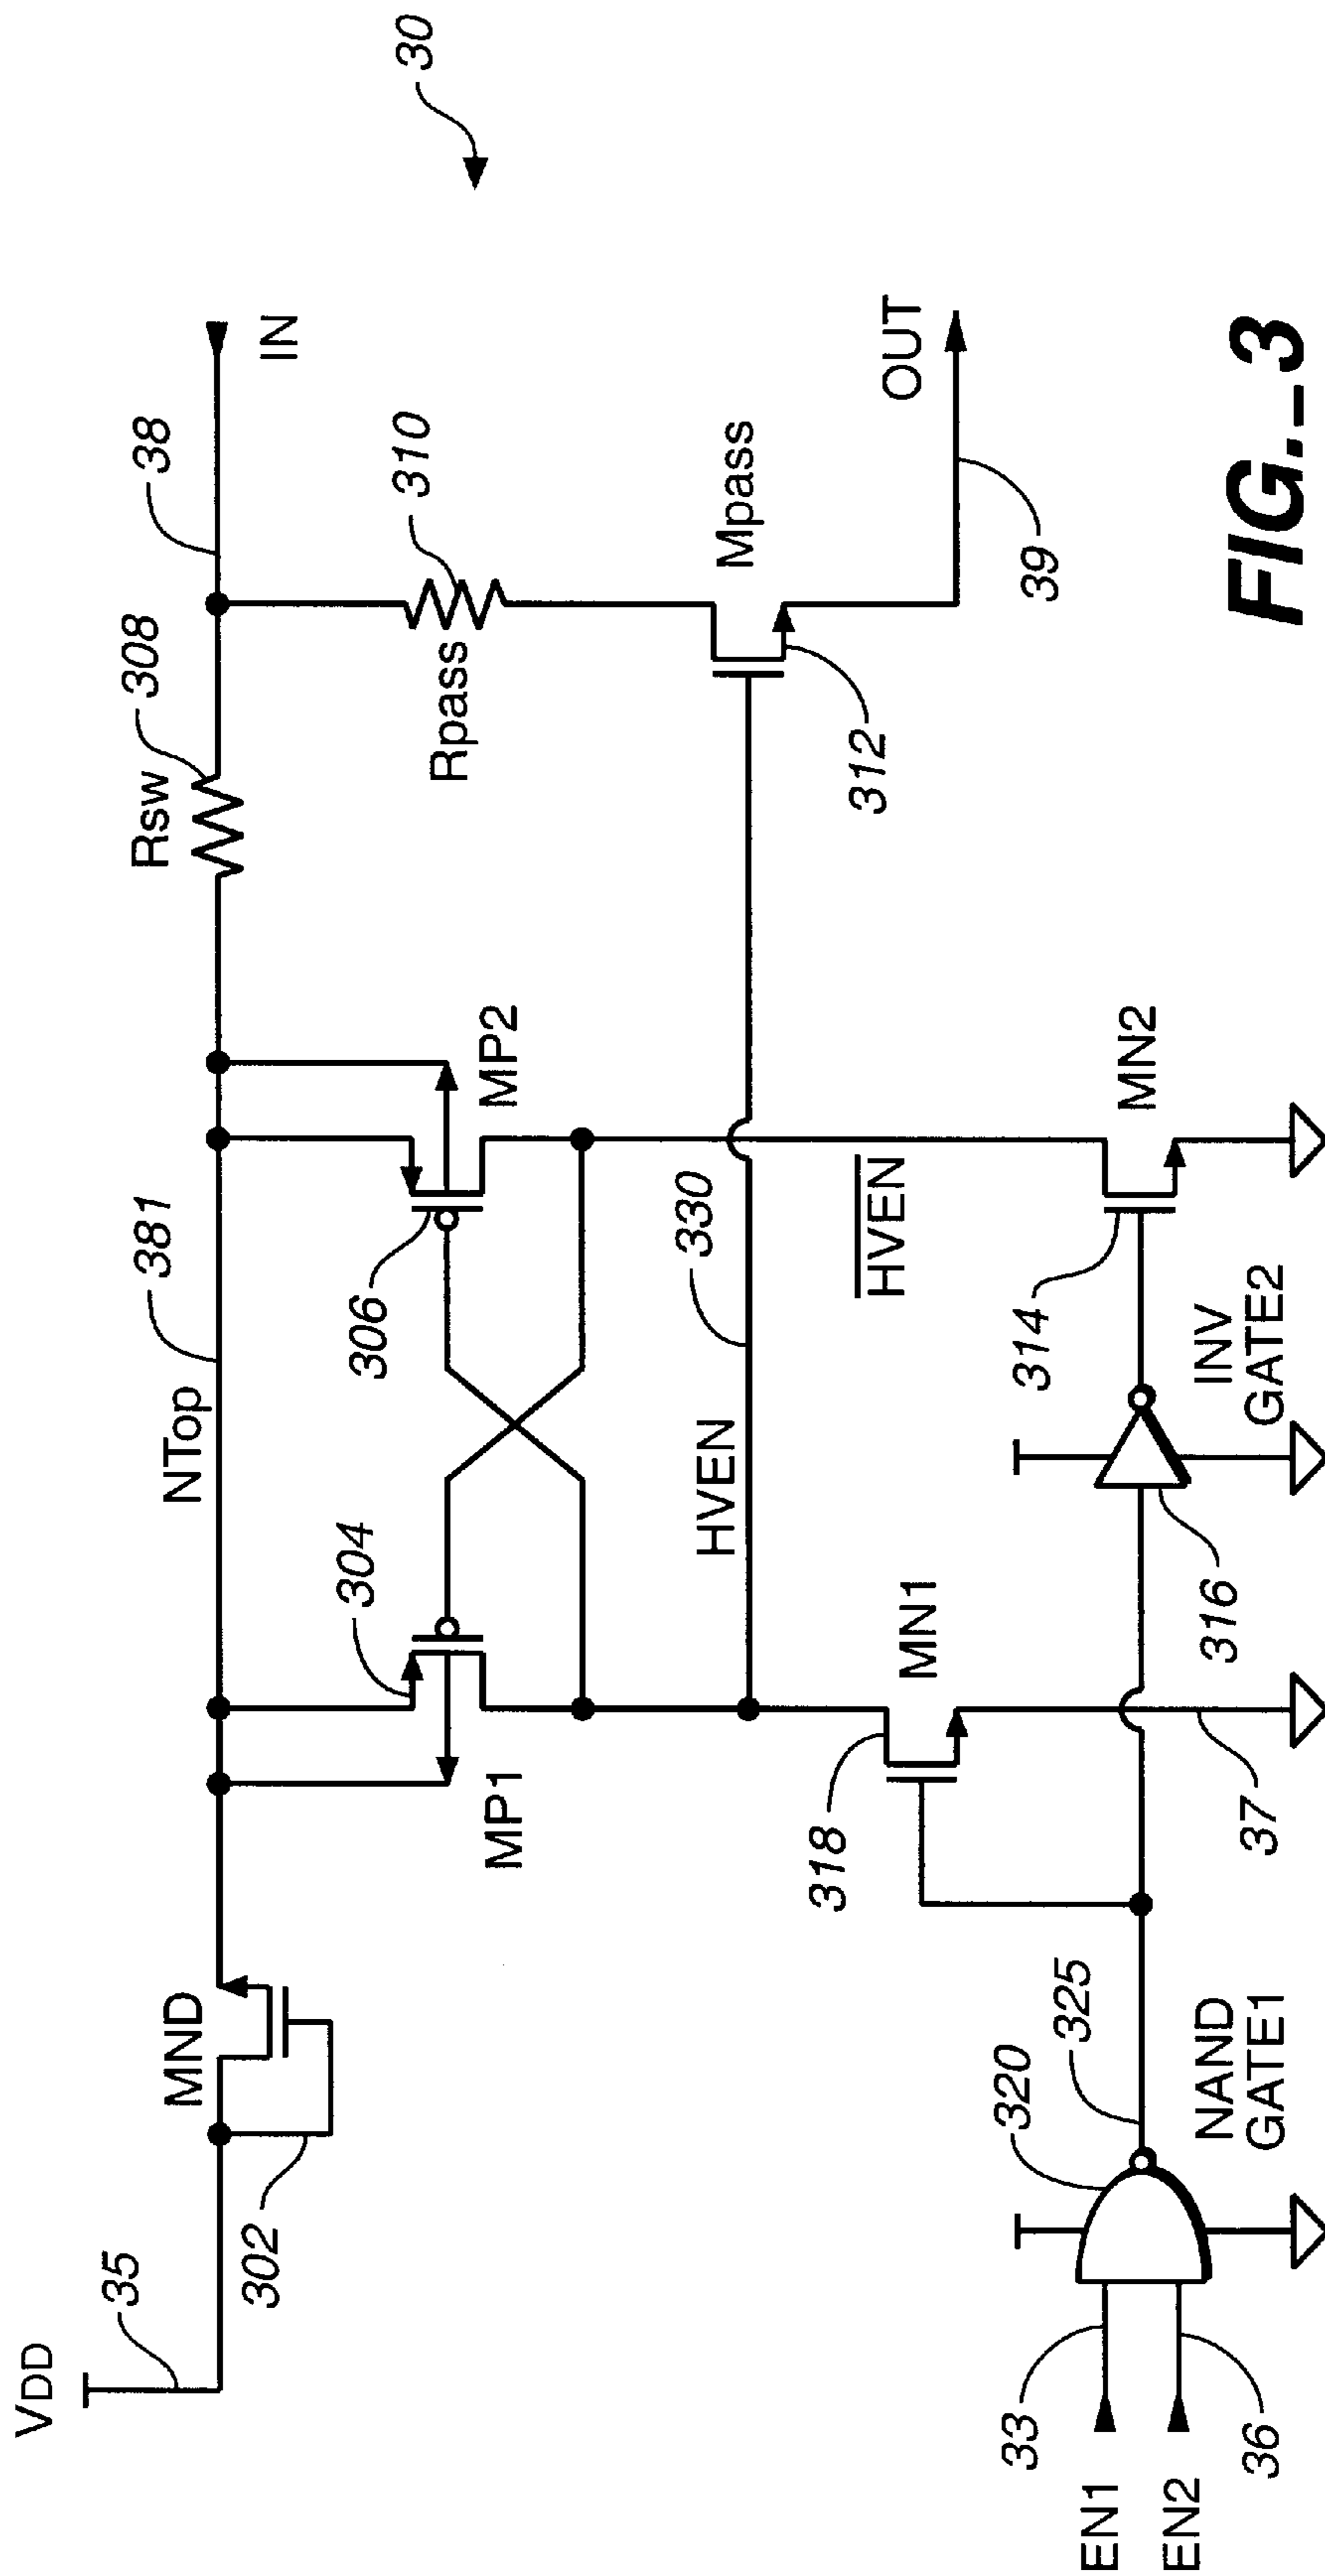 VDD
35
302
MND
NTop
381
Rsw
308
38
IN
30
304
MP1
306
MP2
310
Rpass
Mpass
312
OUT
39
HVEN
330
HVEN
318
MN1
37
MN2
314
316
INV
GATE2
EN1
EN2
33
36
320
325
NAND
GATE1
FIG._3